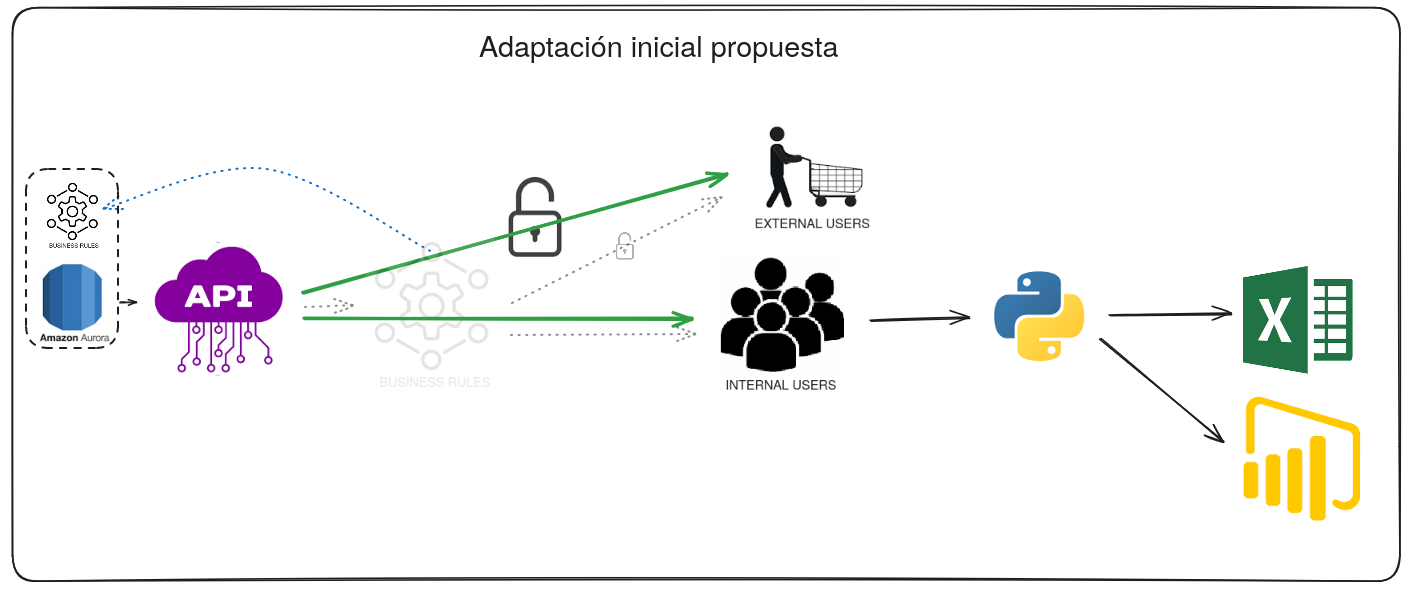 Adaptación inicial propuesta
EXTERNAL USERS
BUSINESS RULES
API
Amazon Aurora
BUSINESS RULES
INTERNAL USERS
X